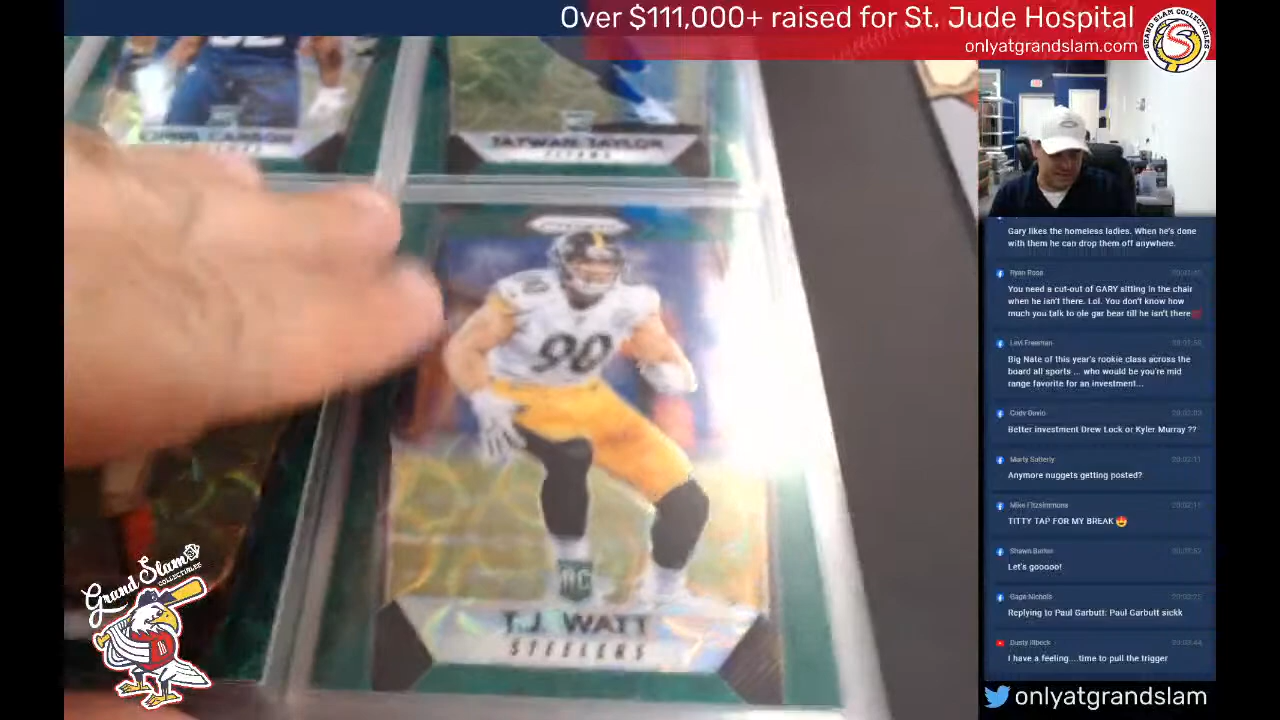 Over $111,000+ raised for St. Jude Hospital
onlyatgrandslam.com
GRAND SLAM COLLECTIBLES
TAYWAN TAYLOR
TITANS
PRIZM
90
RC
T.J. WATT
STEELERS
Grand Slam
COLLECTIBLES
Gary likes the homeless ladies. When he's done
with them he can drop them off anywhere.
Ryan Ross
You need a cut-out of GARY sitting in the chair
when he isn't there. Lol. You don't know how
much you talk to ole gar bear till he isn't there
Levi Freeman
Big Nate of this year's rookie class across the
board all sports ... who would be you're mid
range favorite for an investment...
Cody Davio
Better investment Drew Lock or Kyler Murray ??
Marty Satterly
Anymore nuggets getting posted?
Mike Fitzsimmons
TITTY TAP FOR MY BREAK 😍
Shawn Barker
Let's gooooo!
Gage Nichols
Replying to Paul Garbutt: Paul Garbutt sickk
I have a feeling....time to pull the trigger
onlyatgrandslam